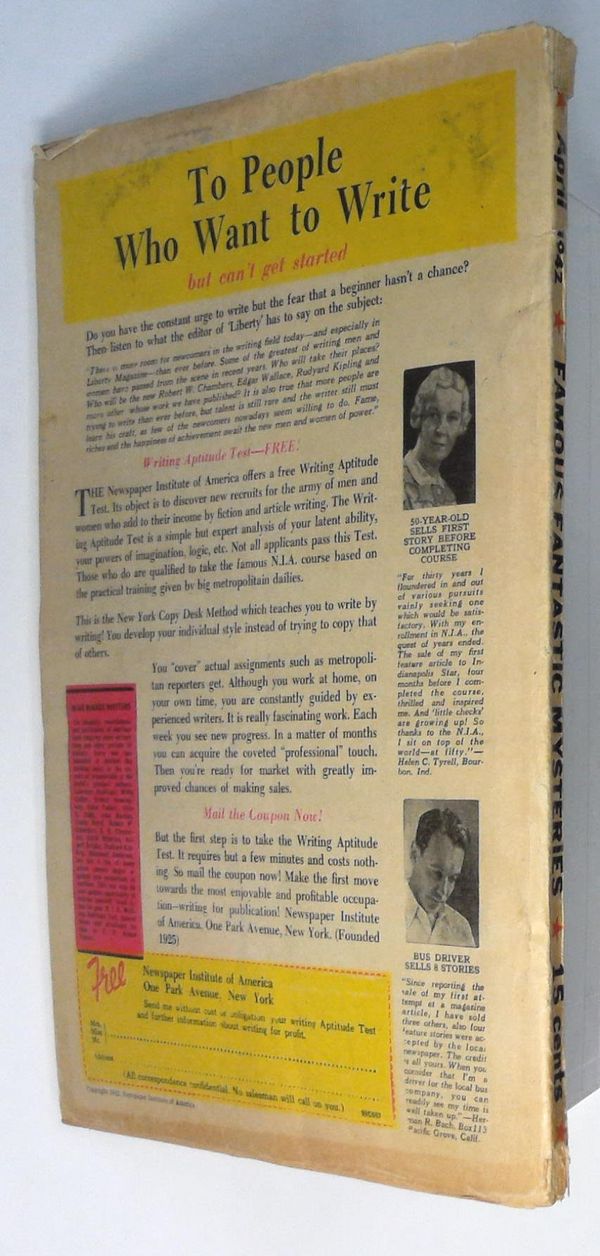 To People
Who Want to Write
but can't get started
Do you have the constant urge to write but the fear that a beginner hasn't a chance?
Then listen to what the editor of 'Liberty' has to say on the subject:
"There is more room for newcomers in the writing field today—and especially in
Liberty Magazine—than ever before. Some of the greatest of writing men and
women have passed from the scene in recent years. Who will take their places?
Who will be the new Robert W. Chambers, Edgar Wallace, Rudyard Kipling and
many other whose work we have published? It is also true that more people are
trying to write than ever before, but talent is still rare and the writer still must
learn his craft, as few of the newcomers nowadays seem willing to do. Fame,
riches and the happiness of achievement await the new men and women of power."
Writing Aptitude Test—FREE!
THE Newspaper Institute of America offers a free Writing Aptitude
Test. Its object is to discover new recruits for the army of men and
women who add to their income by fiction and article writing. The Writ-
ing Aptitude Test is a simple but expert analysis of your latent ability,
your powers of imagination, logic, etc. Not all applicants pass this Test.
Those who do are qualified to take the famous N.I.A. course based on
the practical training given by big metropolitain dailies.
This is the New York Copy Desk Method which teaches you to write by
writing! You develop your individual style instead of trying to copy that
of others.
You "cover" actual assignments such as metropoli-
tan reporters get. Although you work at home, on
your own time, you are constantly guided by ex-
perienced writers. It is really fascinating work. Each
week you see new progress. In a matter of months
you can acquire the coveted "professional" touch.
Then you're ready for market with greatly im-
proved chances of making sales.
Mail the Coupon Now!
But the first step is to take the Writing Aptitude
Test. It requires but a few minutes and costs noth-
ing. So mail the coupon now! Make the first move
towards the most enjoyable and profitable occupa-
tion—writing for publication! Newspaper Institute
of America, One Park Avenue, New York. (Founded
1925)
Free
Newspaper Institute of America
One Park Avenue, New York
Send me without cost or obligation your writing Aptitude Test
and further information about writing for profit.
Mrs.
Miss
Mr.
Address
(All correspondence confidential. No salesman will call on you.)
Copyright 1942, Newspaper Institute of America
50-YEAR-OLD
SELLS FIRST
STORY BEFORE
COMPLETING
COURSE
"For thirty years I
floundered in and out
of various pursuits
vainly seeking one
which would be satis-
factory. With my en-
rollment in N.I.A., the
quest of years ended.
The sale of my first
feature article to In-
dianapolis Star, four
months before I com-
pleted the course,
thrilled and inspired
me. And 'little checks'
are growing up! So
thanks to the N.I.A.,
I sit on top of the
world—at fifty."—
Helen C. Tyrell, Bour-
bon, Ind.
BUS DRIVER
SELLS 8 STORIES
"Since reporting the
sale of my first at-
tempt at a magazine
article, I have sold
three others, also four
feature stories were ac-
cepted by the local
newspaper. The credit
is all yours. When you
consider that I'm a
driver for the local bus
company, you can
readily see my time is
well taken up."—Her-
man R. Bach, Box 113
Pacific Grove, Calif.
April 1942 ★ FAMOUS FANTASTIC MYSTERIES ★ 15 cents